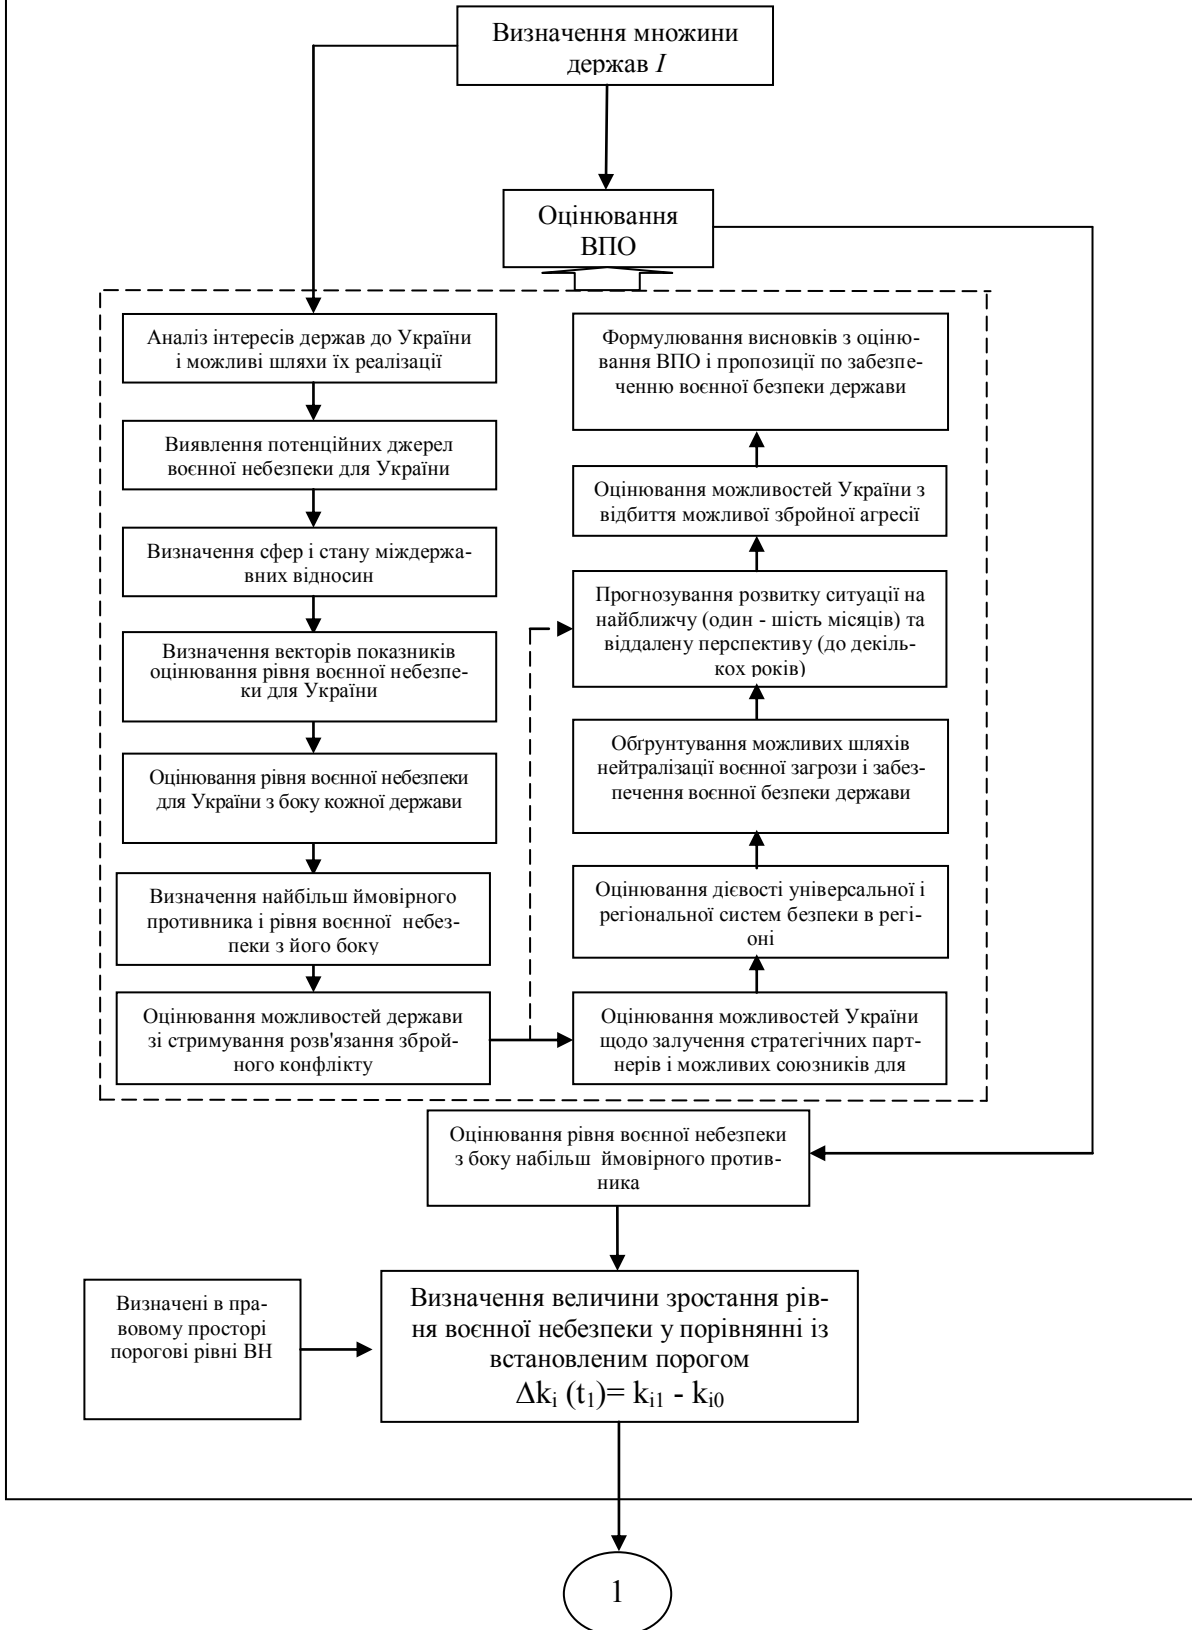 Визначення множини
держав I
Оцінювання
ВПО
Аналіз інтересів держав до України
і можливі шляхи їх реалізації
Виявлення потенційних джерел
воєнної небезпеки для України
Визначення сфер і стану міждержа-
вних відносин
Визначення векторів показників
оцінювання рівня воєнної небезпе-
ки для України
Оцінювання рівня воєнної небезпеки
для України з боку кожної держави
Визначення найбільш ймовірного
противника і рівня воєнної небез-
пеки з його боку
Оцінювання можливостей держави
зі стримування розв'язання зброй-
ного конфлікту
Формулювання висновків з оціню-
вання ВПО і пропозиції по забезпе-
ченню воєнної безпеки держави
Оцінювання можливостей України з
відбиття можливої збройної агресії
Прогнозування розвитку ситуації на
найближчу (один - шість місяців) та
віддалену перспективу (до декіль-
кох років)
Обґрунтування можливих шляхів
нейтралізації воєнної загрози і забез-
печення воєнної безпеки держави
Оцінювання дієвості універсальної і
регіональної систем безпеки в регі-
оні
Оцінювання можливостей України
щодо залучення стратегічних парт-
нерів і можливих союзників для
Оцінювання рівня воєнної небезпеки
з боку набільш ймовірного против-
ника
Визначені в пра-
вовому просторі
порогові рівні ВН
Визначення величини зростання рів-
ня воєнної небезпеки у порівнянні із
встановленим порогом
Δkᵢ (t₁)= kᵢ₁ - kᵢ₀
1